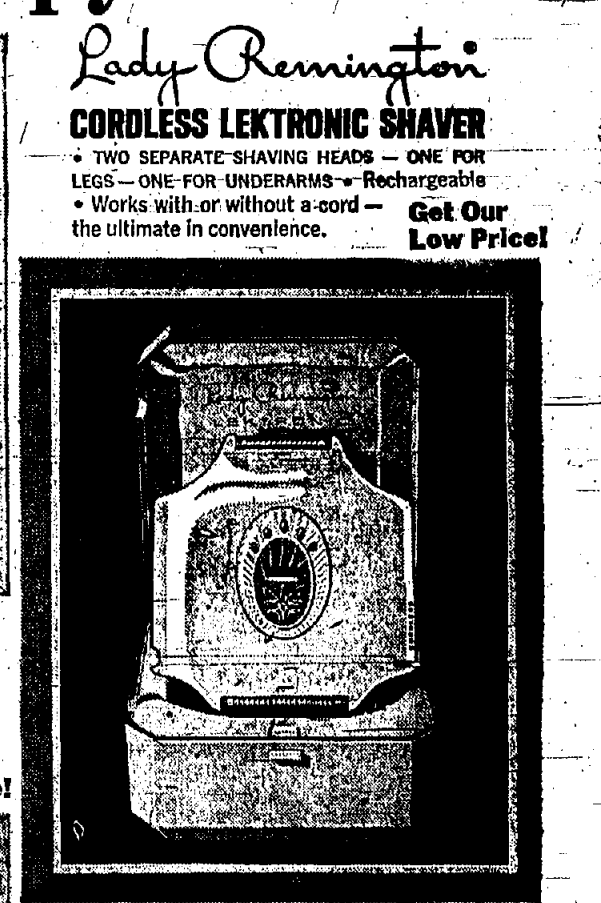 Lady Remington
CORDLESS LEKTRONIC SHAVER
• TWO SEPARATE SHAVING HEADS — ONE FOR
LEGS — ONE FOR UNDERARMS • Rechargeable
• Works with or without a cord —
the ultimate in convenience.
Get Our
Low Price!